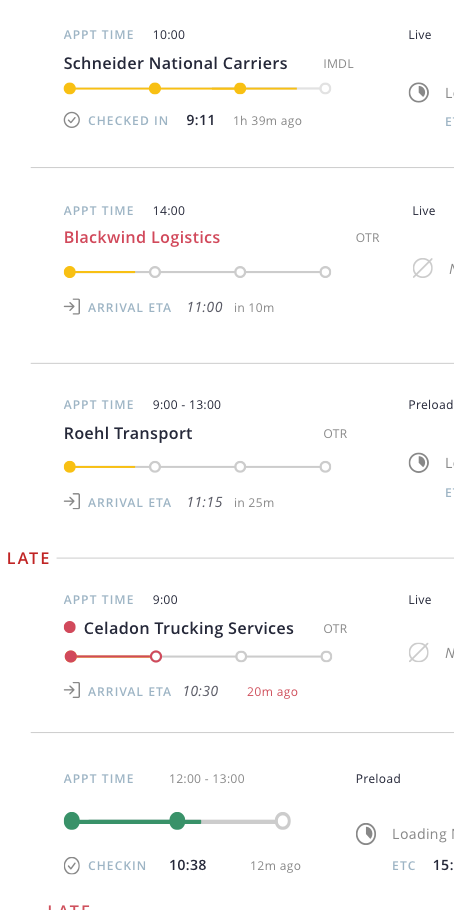 APPT TIME 10:00 Live
Schneider National Carriers IMDL
CHECKED IN 9:11 1h 39m ago
APPT TIME 14:00 Live
Blackwind Logistics OTR
ARRIVAL ETA 11:00 in 10m
APPT TIME 9:00 - 13:00 Preload
Roehl Transport OTR
ARRIVAL ETA 11:15 in 25m
LATE
APPT TIME 9:00 Live
Celadon Trucking Services OTR
ARRIVAL ETA 10:30 20m ago
APPT TIME 12:00 - 13:00 Preload
Loading
CHECKIN 10:38 12m ago ETC 15:
LATE